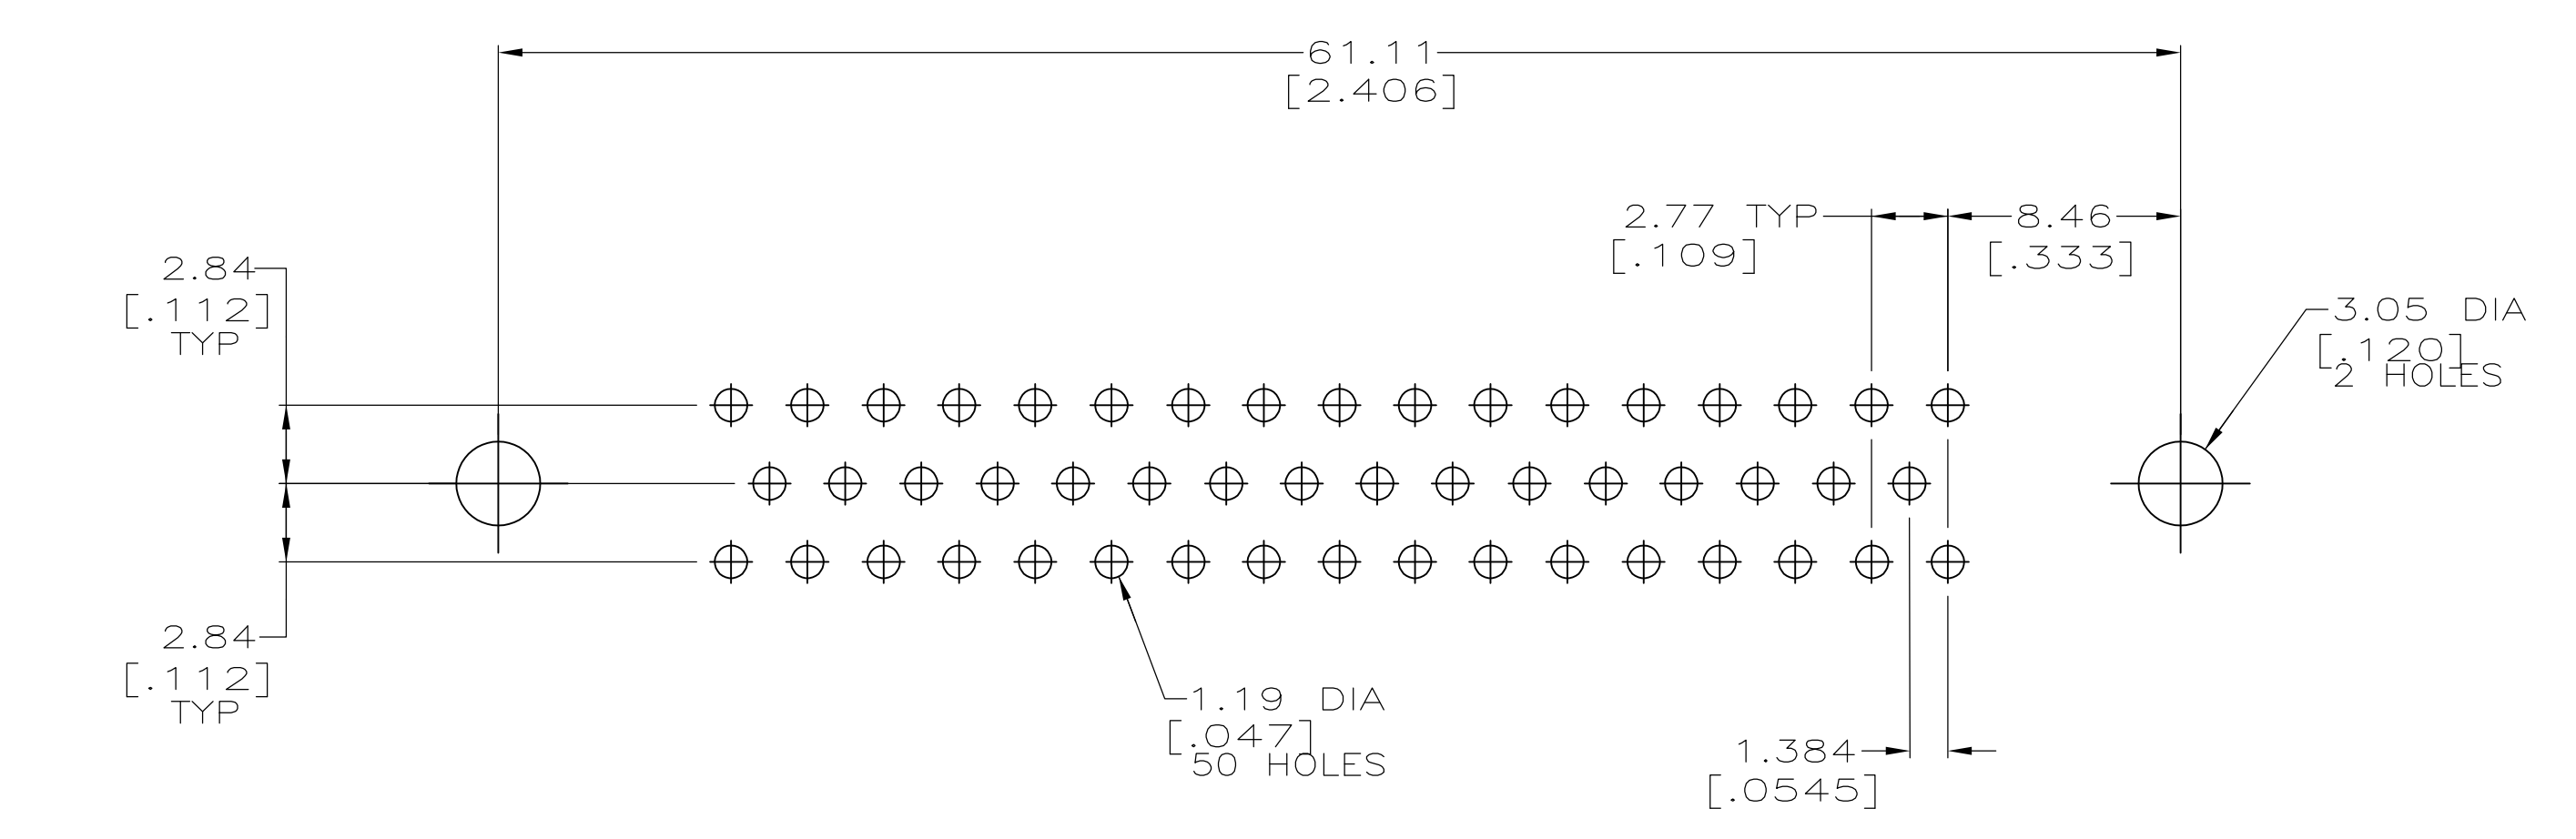 61.11
[2.406]
2.77 TYP
[.109]
8.46
[.333]
2.84
[.112]
TYP
3.05 DIA
[.120]
2 HOLES
2.84
[.112]
TYP
1.19 DIA
[.047]
50 HOLES
1.384
[.0545]